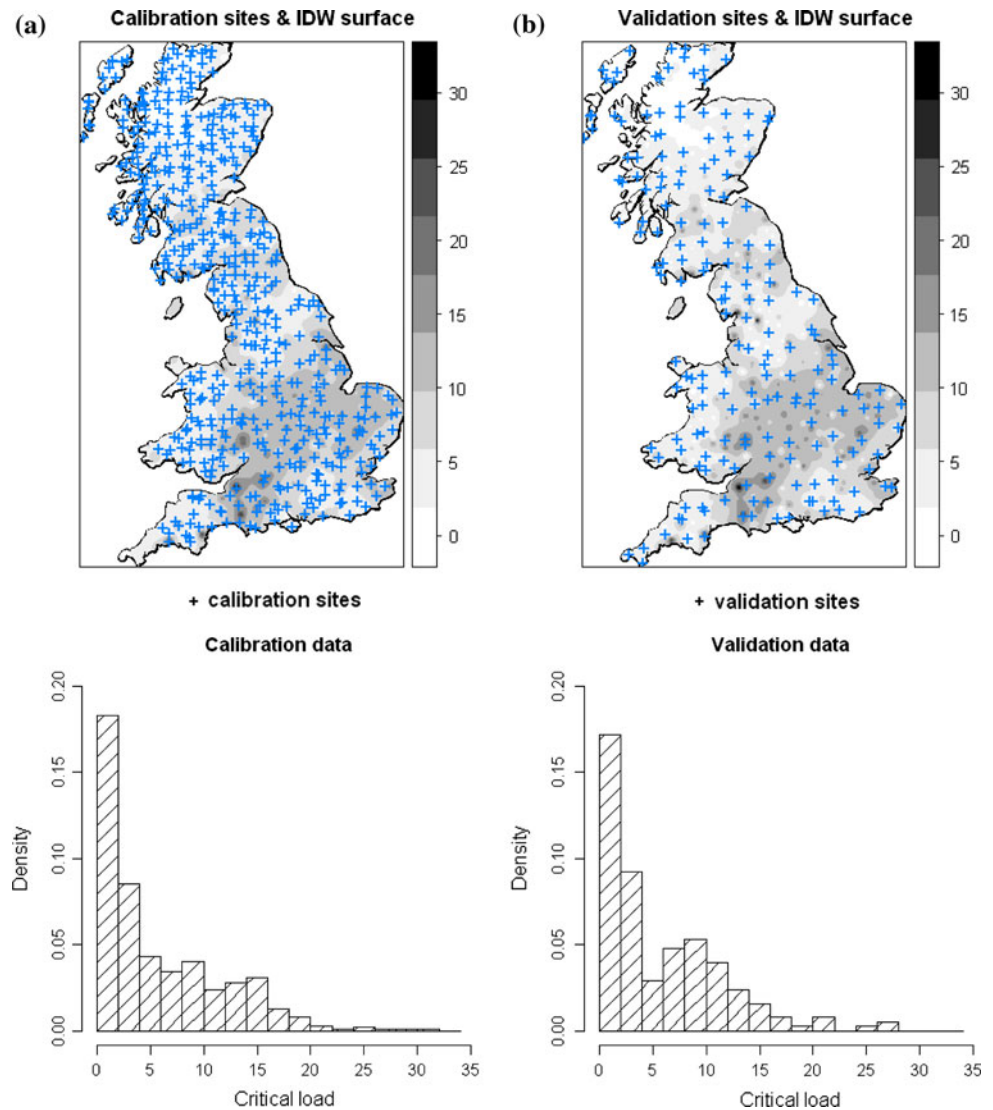 (a) Calibration sites & IDW surface
30
25
20
15
10
5
0
+ calibration sites
(b) Validation sites & IDW surface
30
25
20
15
10
5
0
+ validation sites
Calibration data
Density
0.20
0.15
0.10
0.05
0.00
0 5 10 15 20 25 30 35
Critical load
Validation data
Density
0.20
0.15
0.10
0.05
0.00
0 5 10 15 20 25 30 35
Critical load